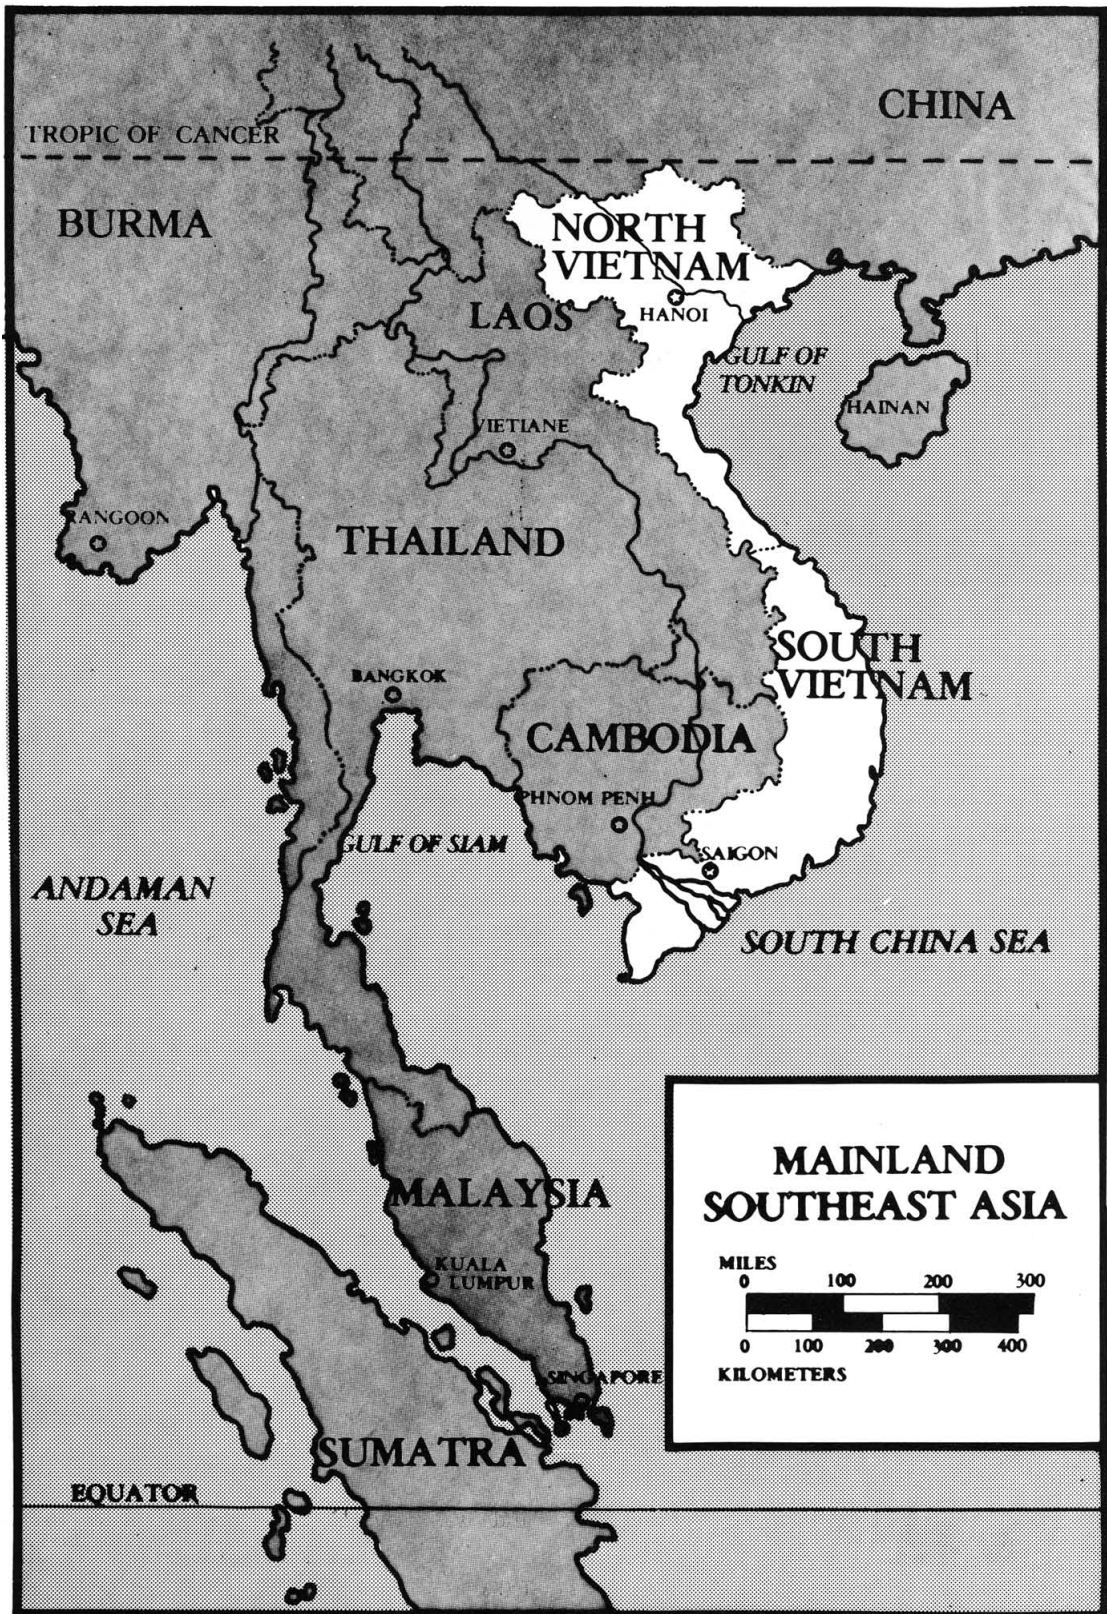 CHINA
TROPIC OF CANCER
BURMA
NORTH
VIETNAM
HANOI
LAOS
GULF OF
TONKIN
HAINAN
VIETIANE
RANGOON
THAILAND
SOUTH
VIETNAM
BANGKOK
CAMBODIA
PHNOM PENH
GULF OF SIAM
SAIGON
ANDAMAN
SEA
SOUTH CHINA SEA
MAINLAND
SOUTHEAST ASIA
MILES
0 100 200 300
0 100 200 300 400
KILOMETERS
MALAYSIA
KUALA
LUMPUR
SINGAPORE
SUMATRA
EQUATOR